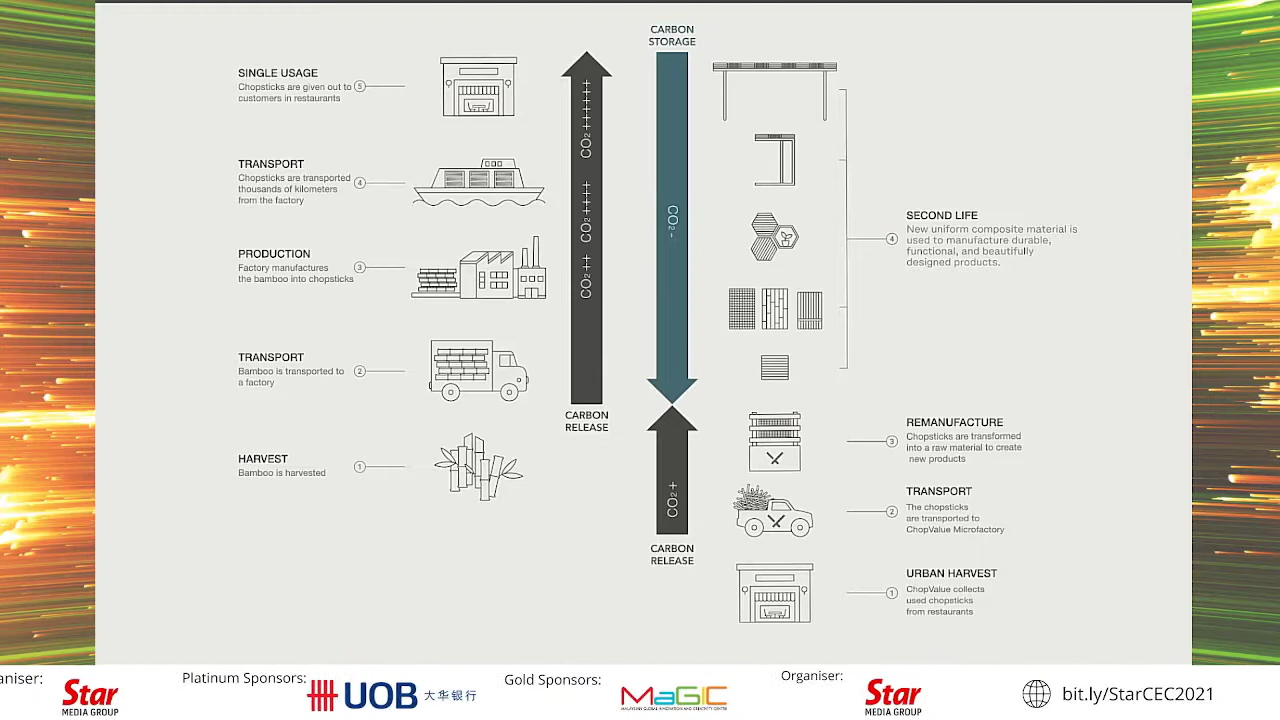 SINGLE USAGE
Chopsticks are given out to
customers in restaurants
5
TRANSPORT
Chopsticks are transported
thousands of kilometers
from the factory
4
PRODUCTION
Factory manufactures
the bamboo into chopsticks
3
TRANSPORT
Bamboo is transported to
a factory
2
HARVEST
Bamboo is harvested
1
CO2++ CO2++++ CO2++++++
CARBON
RELEASE
CARBON
STORAGE
CO2-
CO2+
CARBON
RELEASE
4
SECOND LIFE
New uniform composite material is
used to manufacture durable,
functional, and beautifully
designed products.
3
REMANUFACTURE
Chopsticks are transformed
into a raw material to create
new products
2
TRANSPORT
The chopsticks
are transported to
ChopValue Microfactory
1
URBAN HARVEST
ChopValue collects
used chopsticks
from restaurants
aniser:
Star
MEDIA GROUP
Platinum Sponsors:
UOB 大华银行
Gold Sponsors:
MaGIC
MALAYSIAN GLOBAL INNOVATION AND CREATIVITY CENTRE
Organiser:
Star
MEDIA GROUP
bit.ly/StarCEC2021